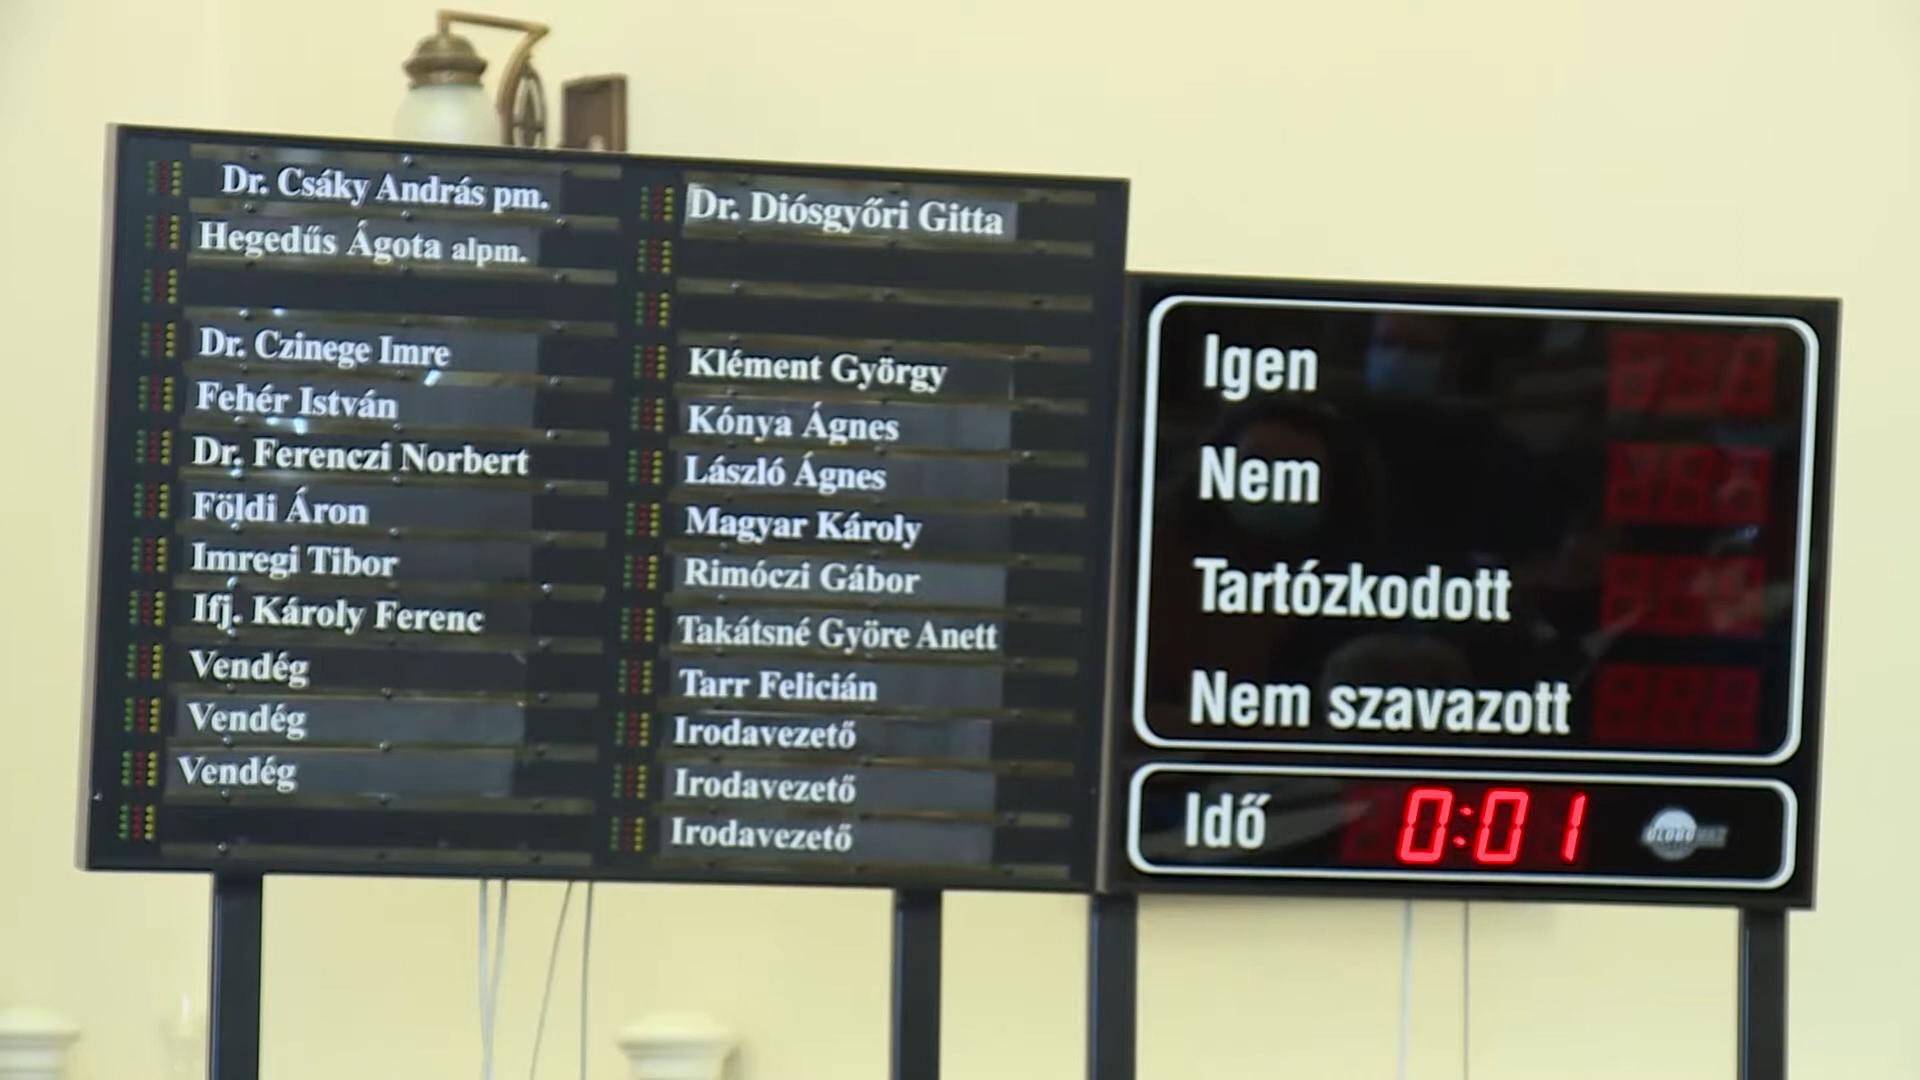 Dr. Csáky András pm.
Hegedűs Ágota alpm.
Dr. Czinege Imre
Fehér István
Dr. Ferenczi Norbert
Földi Áron
Imregi Tibor
Ifj. Károly Ferenc
Vendég
Vendég
Vendég
Dr. Diósgyőri Gitta
Klément György
Kónya Ágnes
László Ágnes
Magyar Károly
Rimóczi Gábor
Takátsné Györe Anett
Tarr Felicián
Irodavezető
Irodavezető
Irodavezető
Igen
Nem
Tartózkodott
Nem szavazott
Idő 0:01